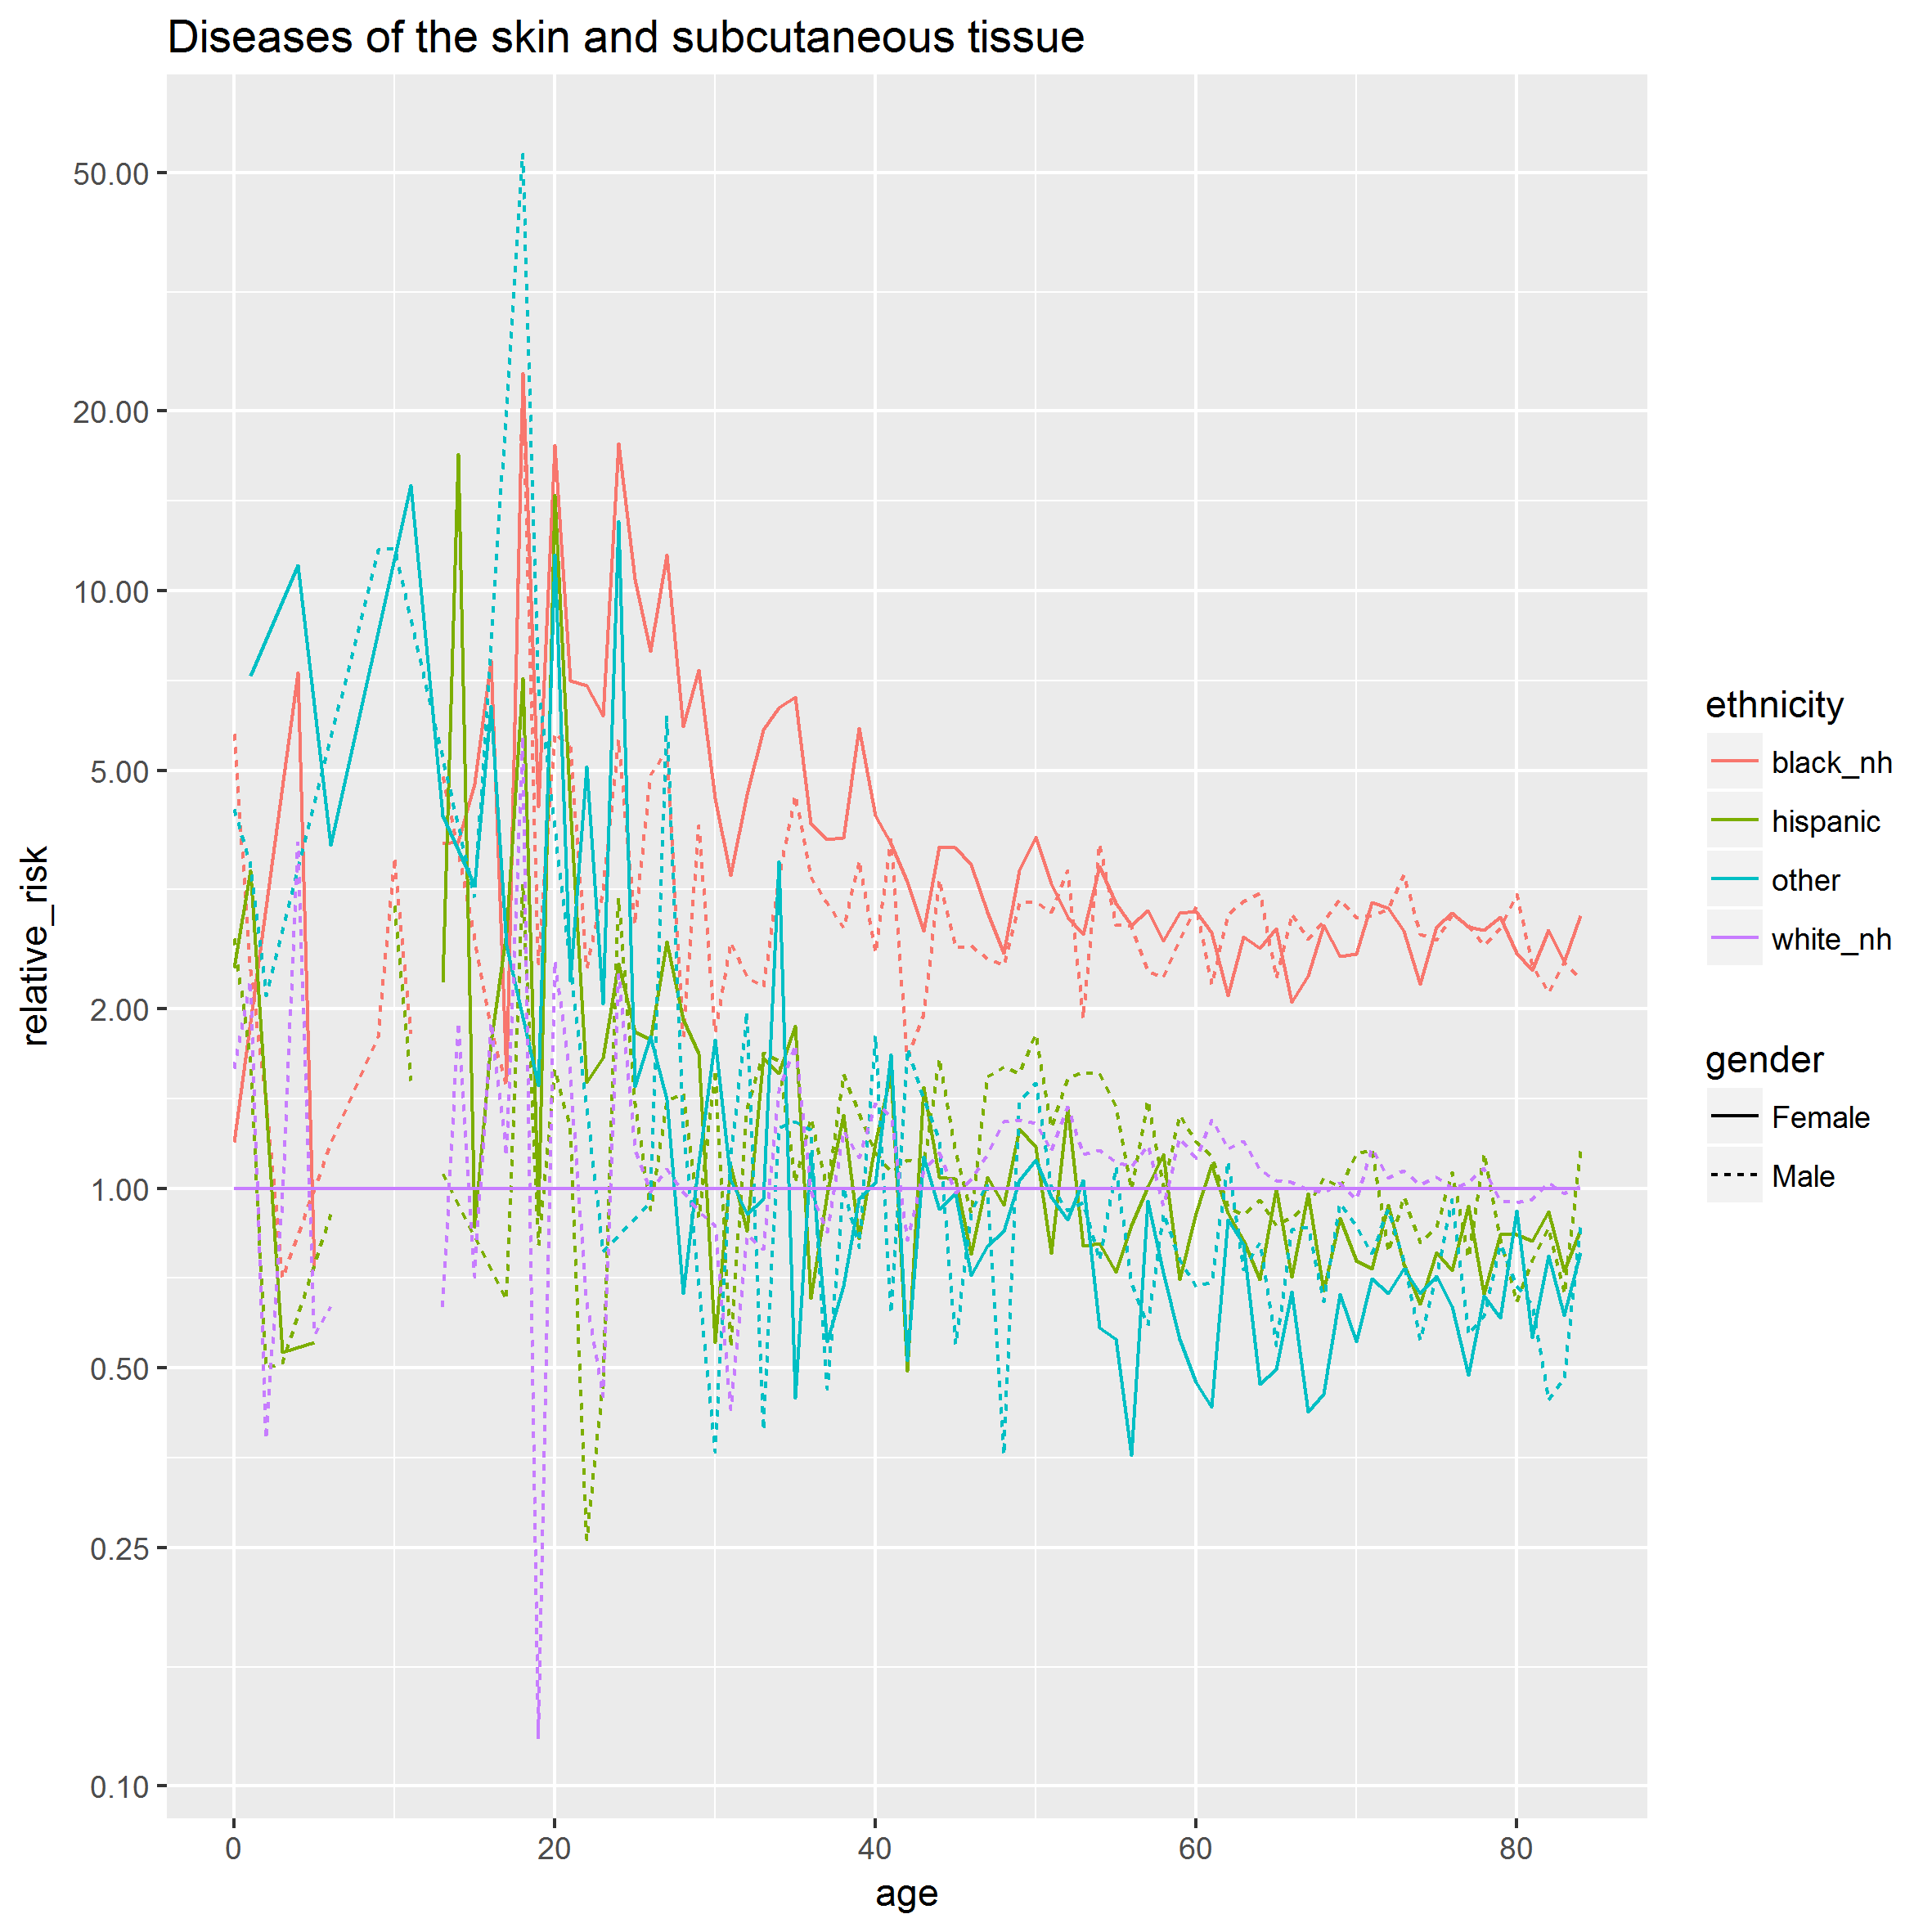 Diseases of the skin and subcutaneous tissue
50.00
20.00
10.00
5.00
2.00
1.00
0.50
0.25
0.10
relative_risk
0 20 40 60 80
age
ethnicity
black_nh
hispanic
other
white_nh
gender
Female
Male